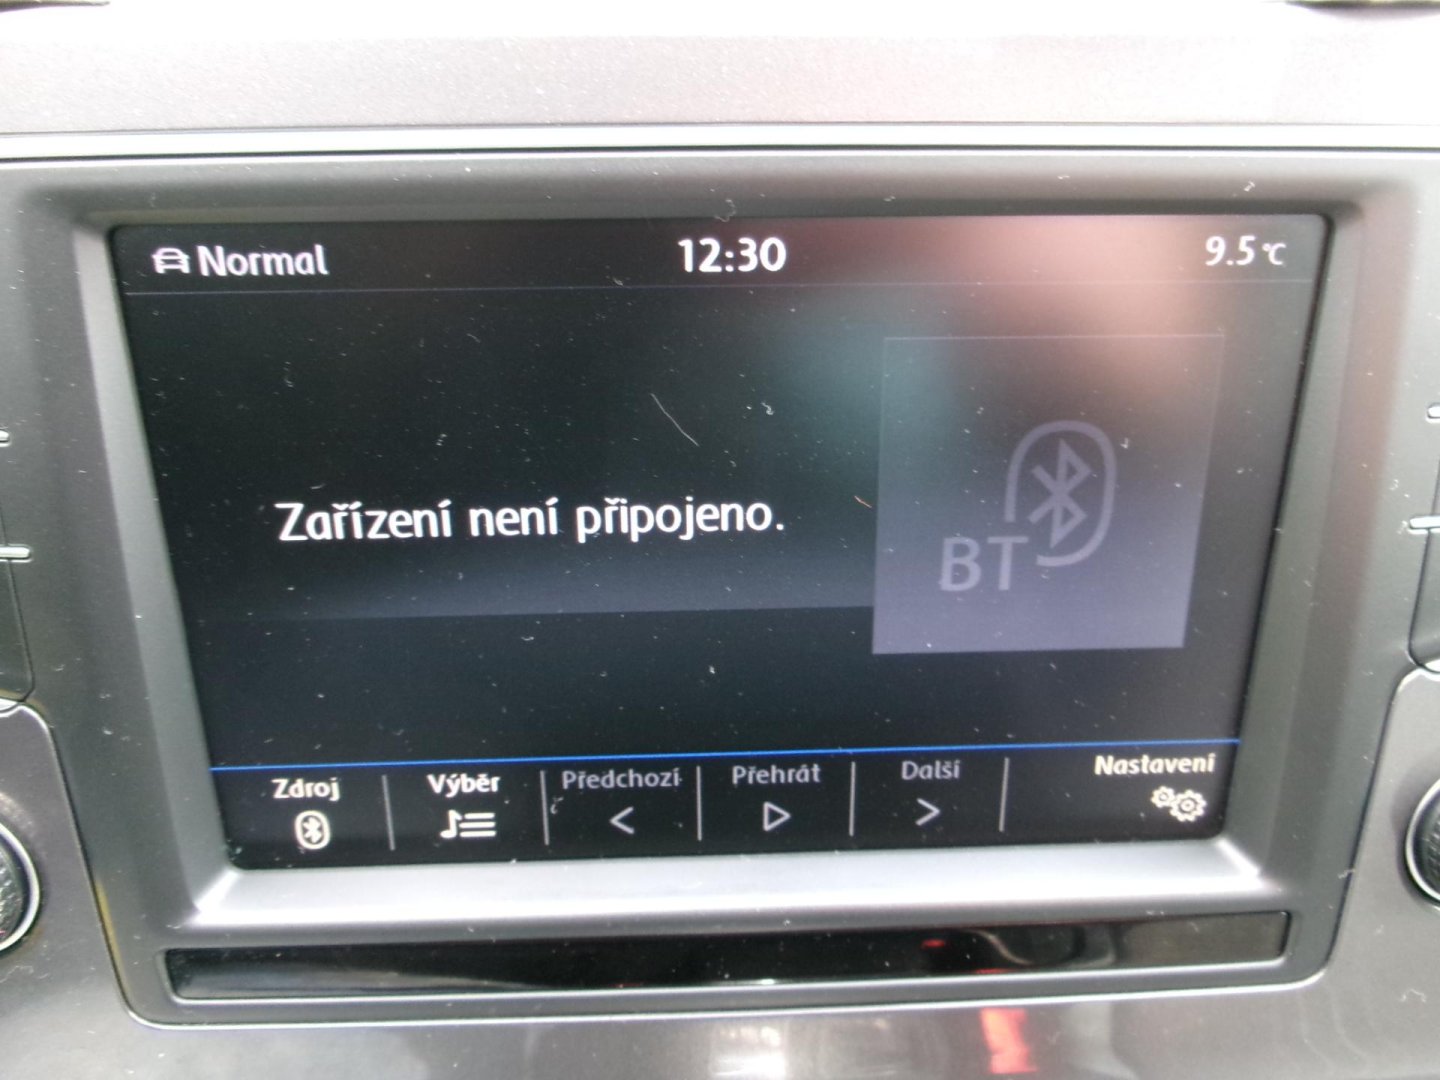 Normal 12:30 9.5 °C
Zařízení není připojeno.
BT
Zdroj Výběr Předchozí Přehrát Další Nastavení